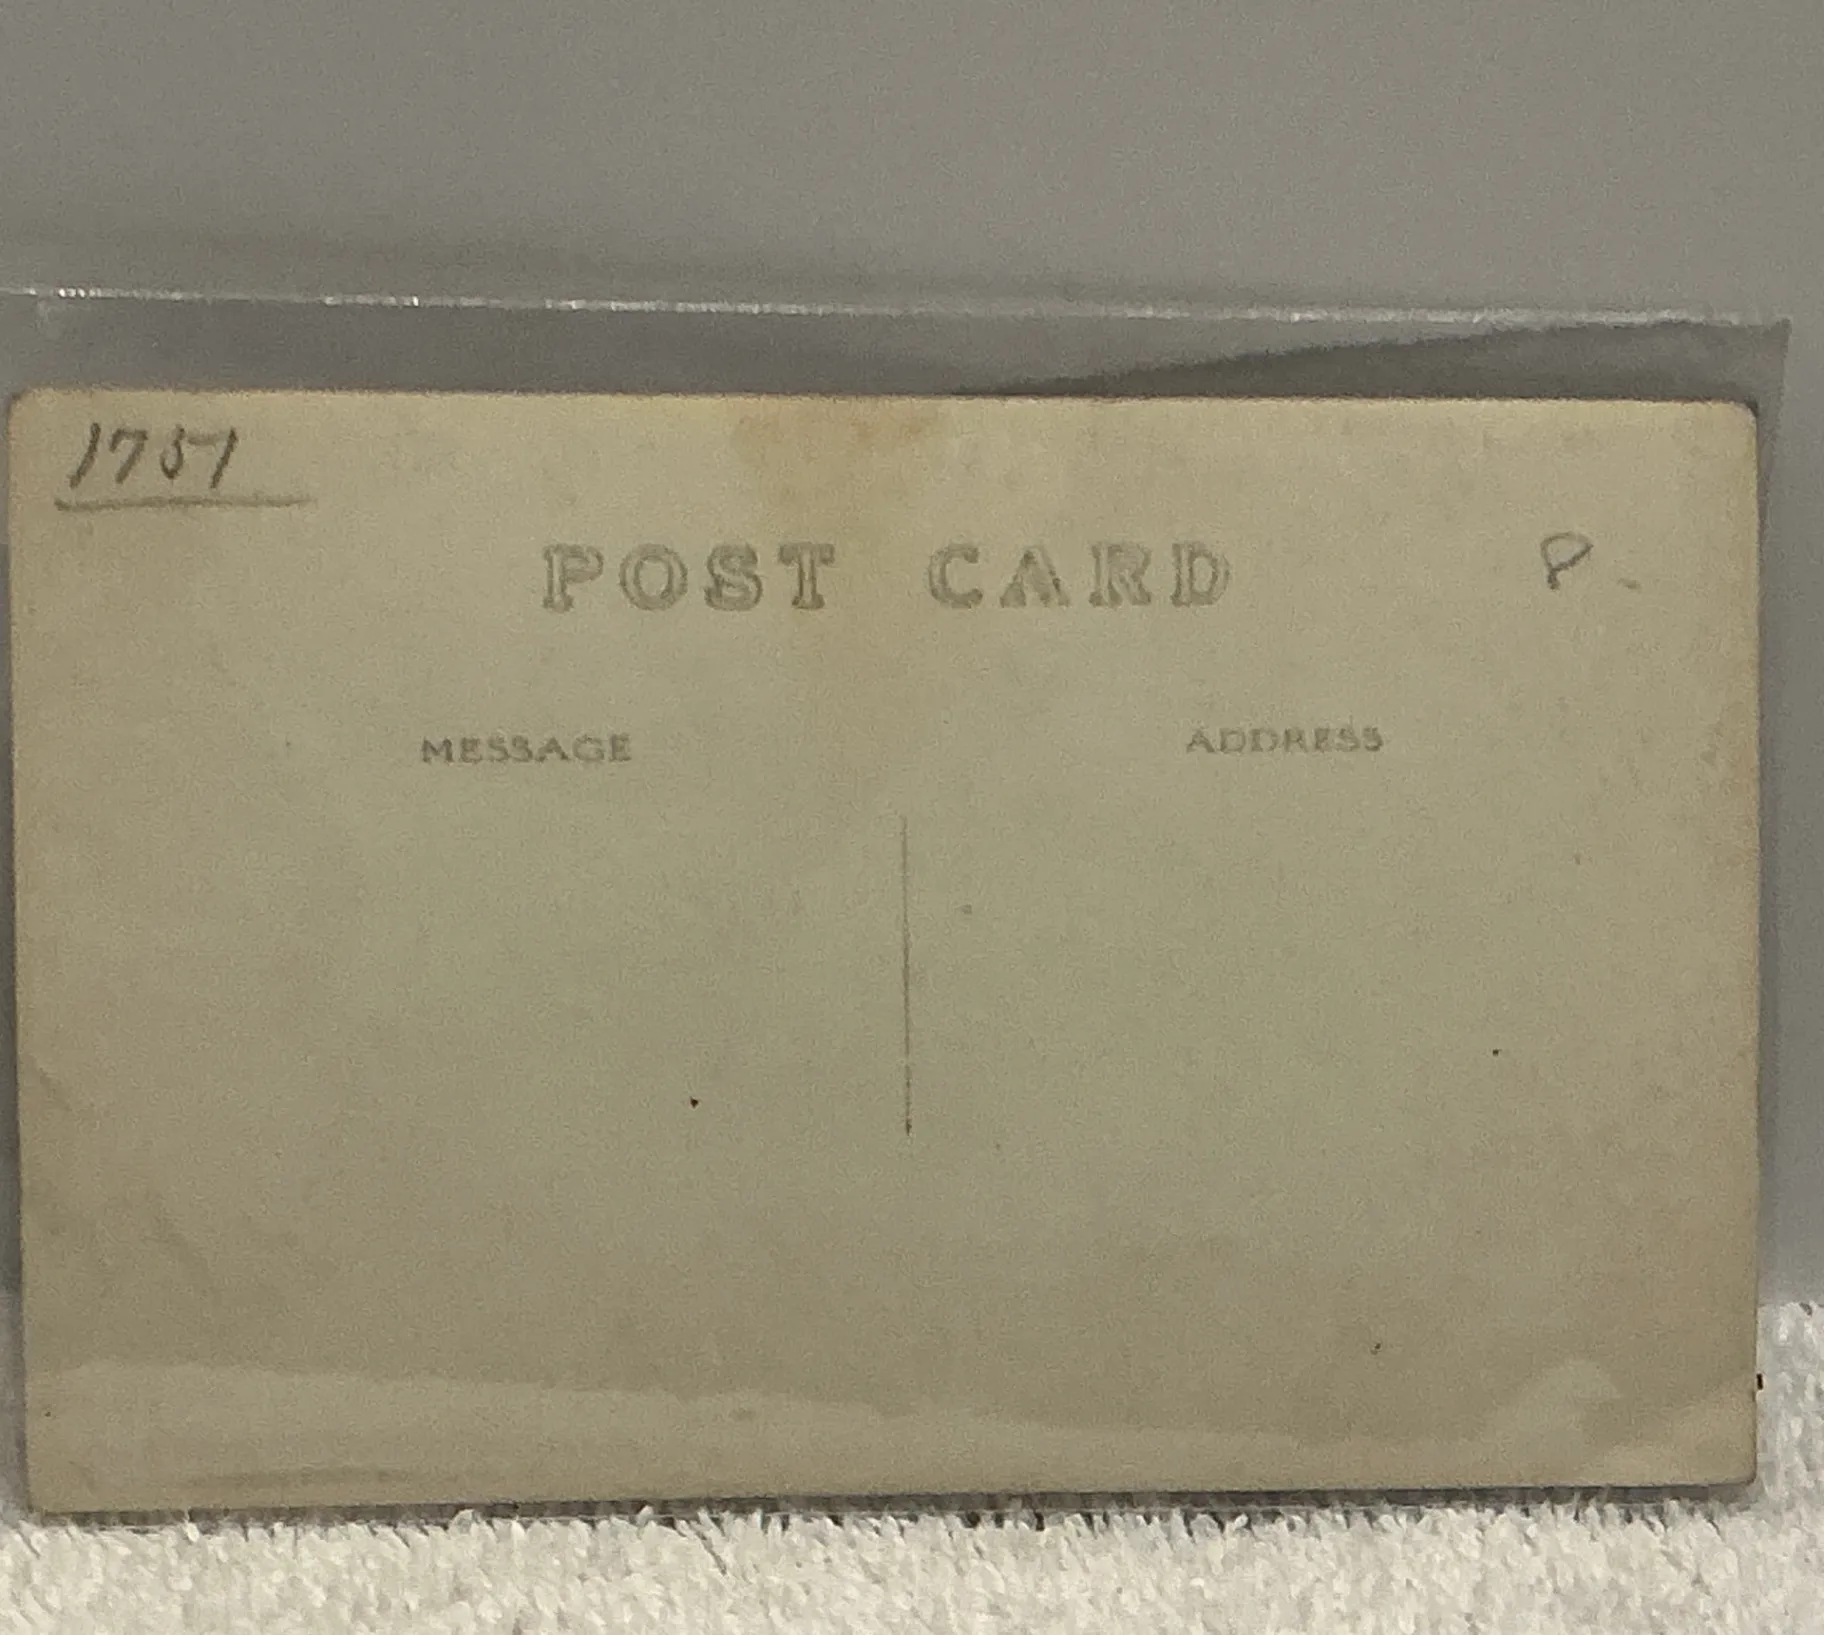 1751
POST CARD
P.
MESSAGE
ADDRESS